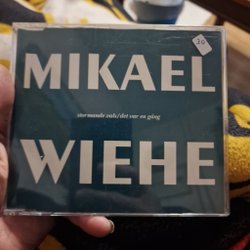 MIKAEL
stormande vals/det var en gång
WIEHE